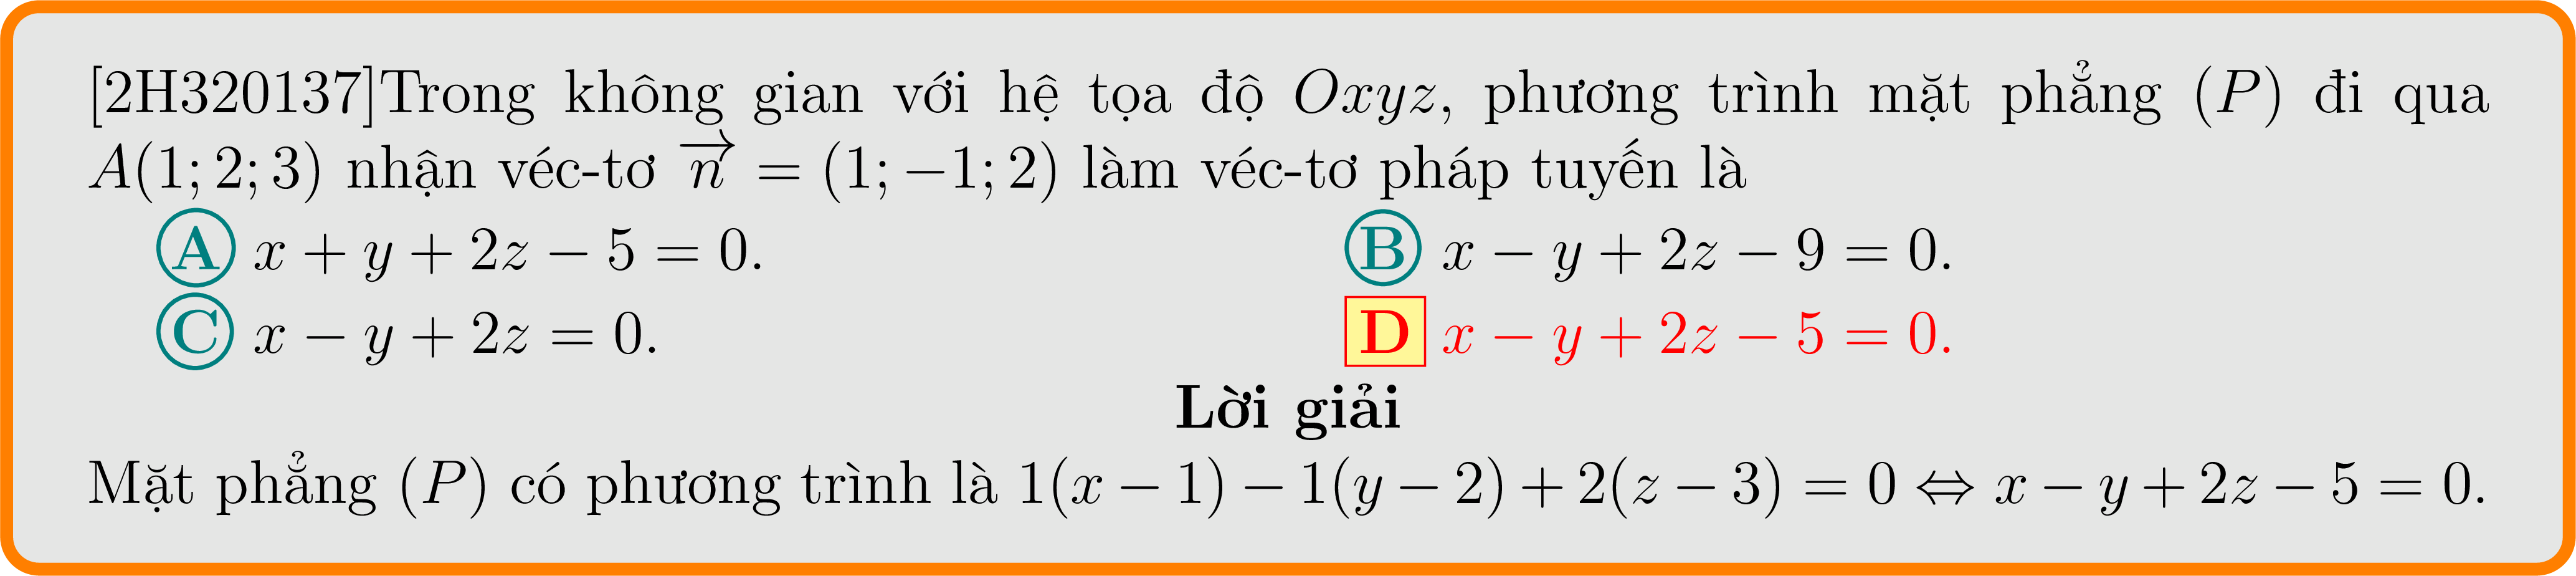 [2H320137]Trong không gian với hệ tọa độ Oxyz, phương trình mặt phẳng (P) đi qua
A(1; 2; 3) nhận véc-tơ $\overrightarrow{n}$ = (1; −1; 2) làm véc-tơ pháp tuyến là
A x + y + 2z − 5 = 0. B x − y + 2z − 9 = 0.
C x − y + 2z = 0. D x − y + 2z − 5 = 0.
Lời giải
Mặt phẳng (P) có phương trình là 1(x − 1) − 1(y − 2) + 2(z − 3) = 0 ⇔ x − y + 2z − 5 = 0.